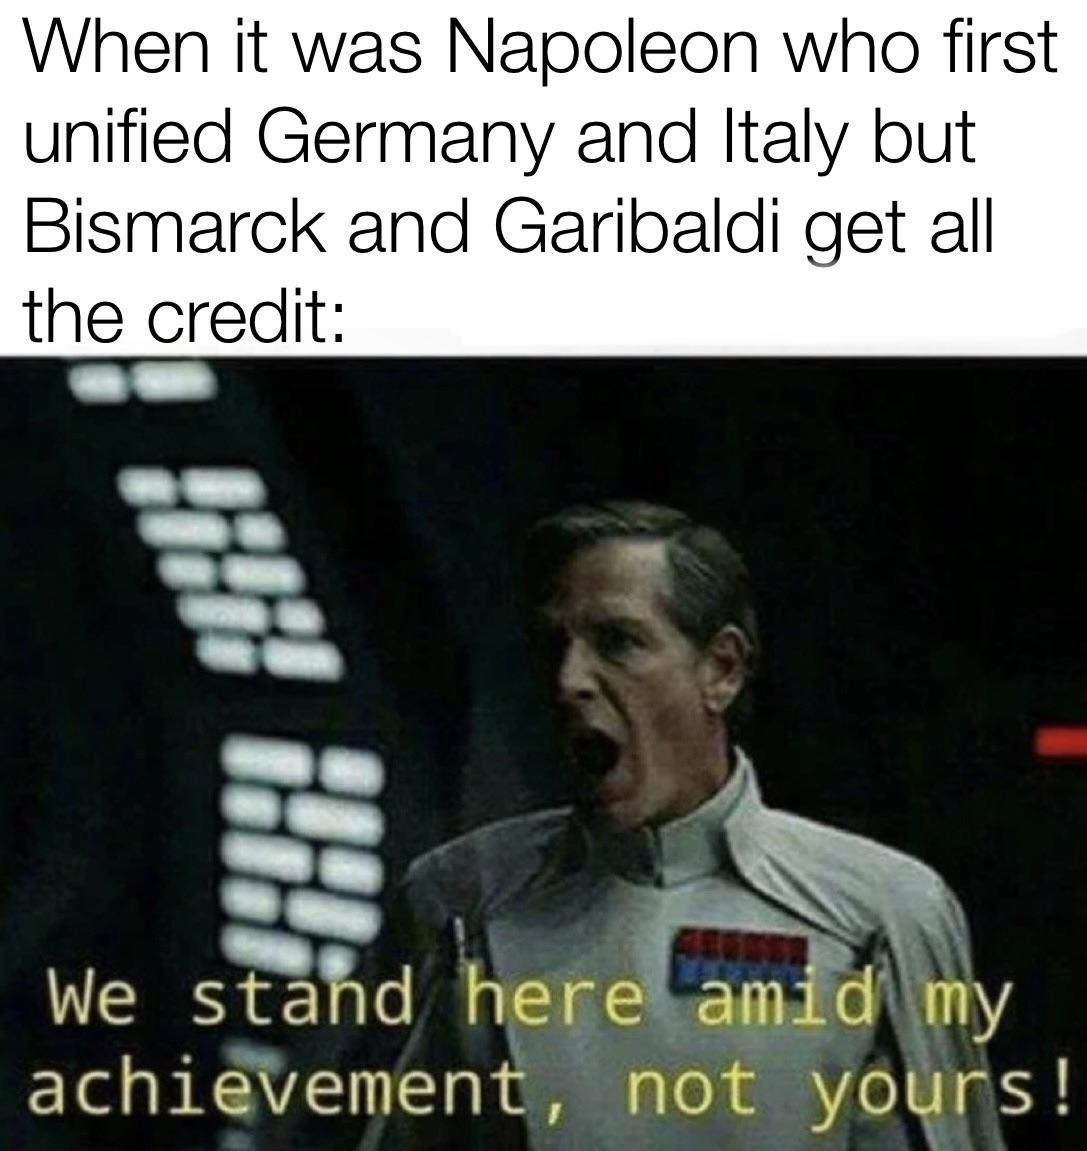 When it was Napoleon who first
unified Germany and Italy but
Bismarck and Garibaldi get all
the credit:
We stand here amid my
achievement, not yours!